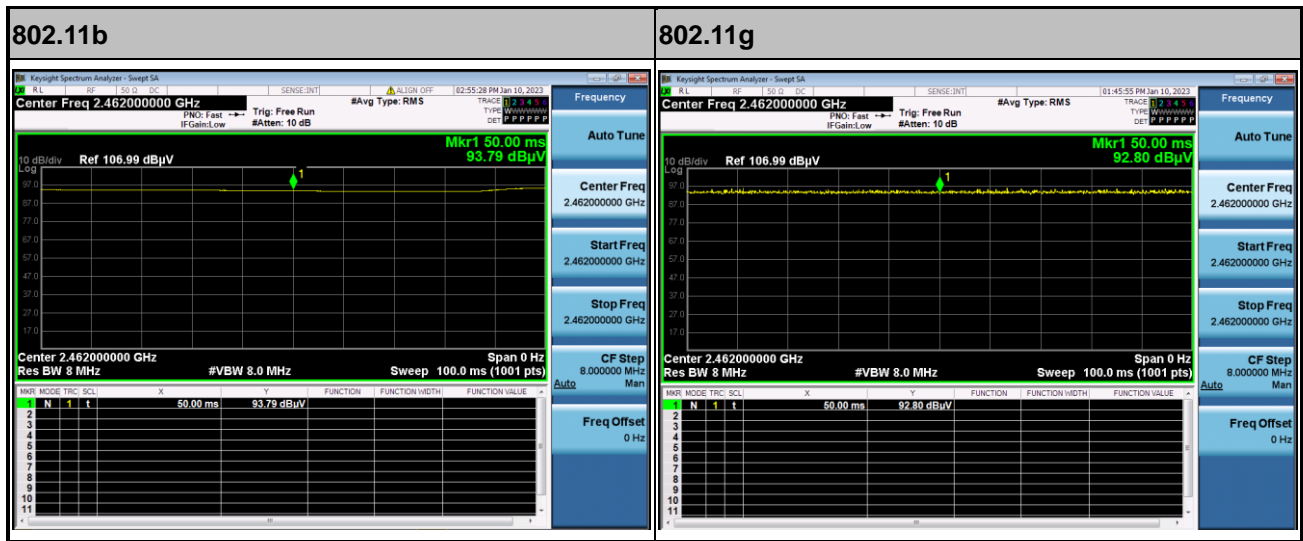 802.11b
Keysight Spectrum Analyzer - Swept SA
RL RF 50 Ω DC SENSE:INT ALIGN OFF 02:55:28 PM Jan 10, 2023
Center Freq 2.462000000 GHz #Avg Type: RMS TRACE 1 2 3 4 5 6
PNO: Fast Trig: Free Run TYPE WWWWWW
IFGain:Low #Atten: 10 dB DET P P P P P P
Mkr1 50.00 ms
93.79 dBµV
10 dB/div Ref 106.99 dBµV
Log
1
97.0
87.0
77.0
67.0
57.0
47.0
37.0
27.0
17.0
Center 2.462000000 GHz Span 0 Hz
Res BW 8 MHz #VBW 8.0 MHz Sweep 100.0 ms (1001 pts)
MKR MODE TRC SCL X Y FUNCTION FUNCTION WIDTH FUNCTION VALUE
1 N 1 t 50.00 ms 93.79 dBµV
2
3
4
5
6
7
8
9
10
11
Frequency
Auto Tune
Center Freq
2.462000000 GHz
Start Freq
2.462000000 GHz
Stop Freq
2.462000000 GHz
CF Step
8.000000 MHz
Auto Man
Freq Offset
0 Hz
802.11g
Keysight Spectrum Analyzer - Swept SA
RL RF 50 Ω DC SENSE:INT 01:45:55 PM Jan 10, 2023
Center Freq 2.462000000 GHz #Avg Type: RMS TRACE 1 2 3 4 5 6
PNO: Fast Trig: Free Run TYPE WWWWWW
IFGain:Low #Atten: 10 dB DET P P P P P P
Mkr1 50.00 ms
92.80 dBµV
10 dB/div Ref 106.99 dBµV
Log
1
97.0
87.0
77.0
67.0
57.0
47.0
37.0
27.0
17.0
Center 2.462000000 GHz Span 0 Hz
Res BW 8 MHz #VBW 8.0 MHz Sweep 100.0 ms (1001 pts)
MKR MODE TRC SCL X Y FUNCTION FUNCTION WIDTH FUNCTION VALUE
1 N 1 t 50.00 ms 92.80 dBµV
2
3
4
5
6
7
8
9
10
11
Frequency
Auto Tune
Center Freq
2.462000000 GHz
Start Freq
2.462000000 GHz
Stop Freq
2.462000000 GHz
CF Step
8.000000 MHz
Auto Man
Freq Offset
0 Hz